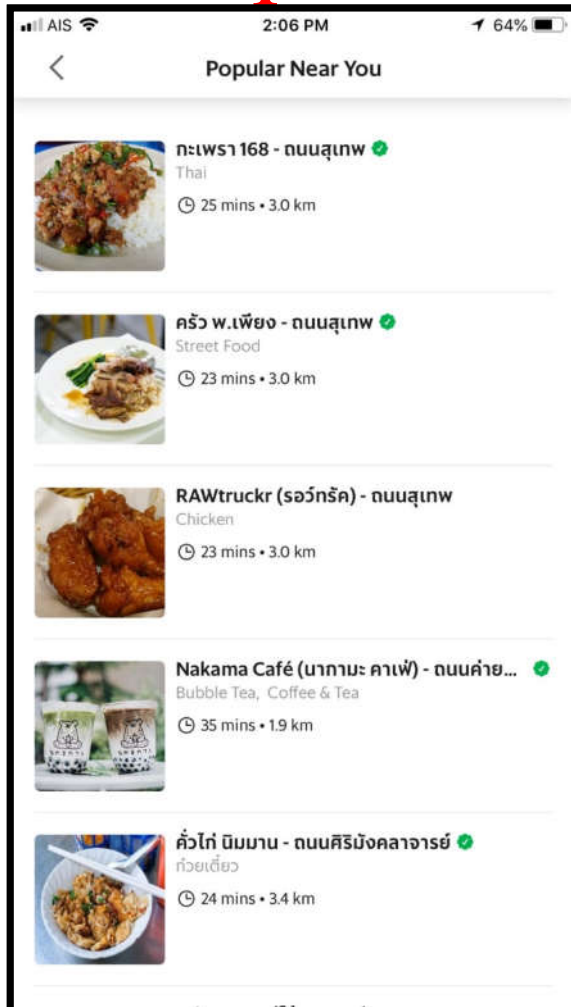 AIS 2:06 PM 64%
Popular Near You
กะเพรา 168 - ถนนสุเทพ
Thai
25 mins • 3.0 km
ครัว พ.เพียง - ถนนสุเทพ
Street Food
23 mins • 3.0 km
RAWtruckr (รอว์ทรัค) - ถนนสุเทพ
Chicken
23 mins • 3.0 km
Nakama Café (นากามะ คาเฟ่) - ถนนค่าย...
Bubble Tea, Coffee & Tea
35 mins • 1.9 km
คั่วไก่ นิมมาน - ถนนศิริมังคลาจารย์
ก๋วยเตี๋ยว
24 mins • 3.4 km